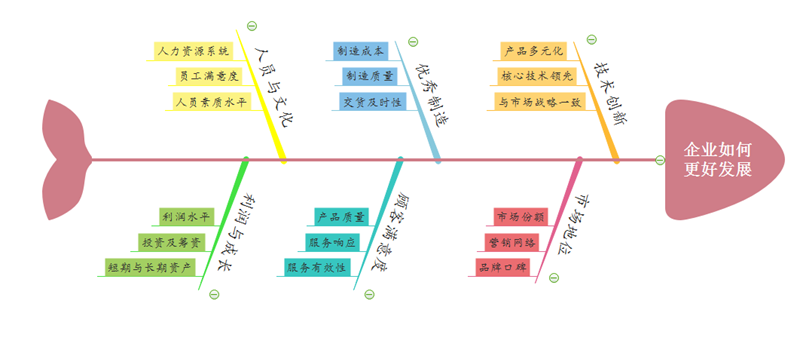 人力资源系统
员工满意度
人员素质水平
人员与文化
制造成本
制造质量
交货及时性
优秀制造
产品多元化
核心技术领先
与市场战略一致
技术创新
企业如何
更好发展
利润水平
投资及筹资
短期与长期资产
利润与成长
产品质量
服务响应
服务有效性
顾客满意度
市场份额
营销网络
品牌口碑
市场地位